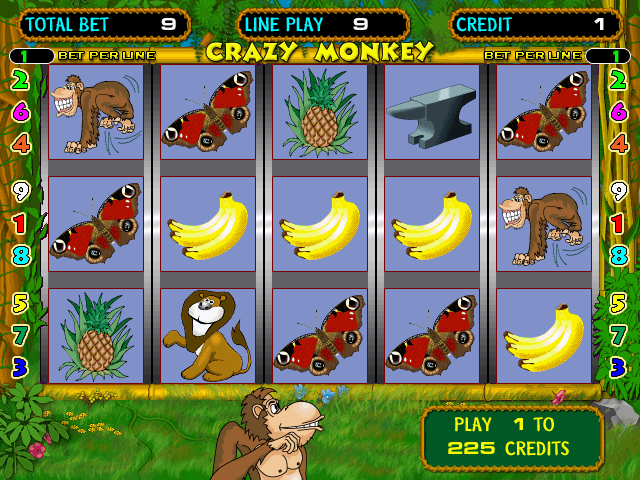 TOTAL BET 9 LINE PLAY 9 CREDIT 1
1 BET PER LINE CRAZY MONKEY BET PER LINE 1
2 2
6 6
4 4
9 9
1 1
8 8
5 5
7 7
3 3
PLAY 1 TO
225 CREDITS